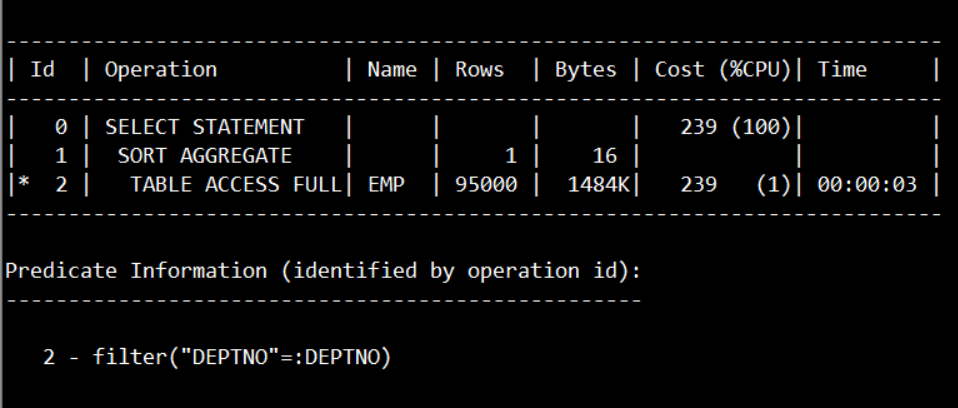 --------------------------------------------------------------------------
| Id  | Operation          | Name | Rows  | Bytes | Cost (%CPU)| Time     |
--------------------------------------------------------------------------
|   0 | SELECT STATEMENT   |      |       |       |   239 (100)|          |
|   1 |  SORT AGGREGATE    |      |     1 |    16 |            |          |
|*  2 |   TABLE ACCESS FULL| EMP  | 95000 |  1484K|   239   (1)| 00:00:03 |
--------------------------------------------------------------------------
Predicate Information (identified by operation id):
---------------------------------------------------
   2 - filter("DEPTNO"=:DEPTNO)